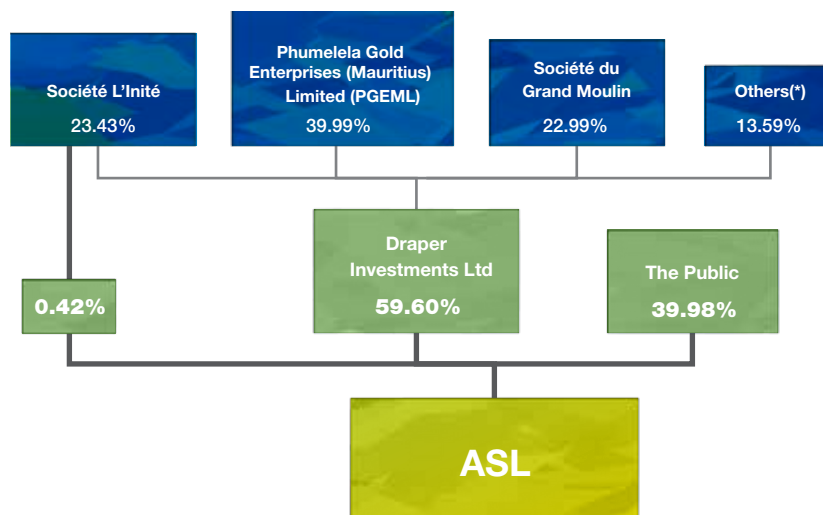 Société L'Inité
23.43%
Phumelela Gold
Enterprises (Mauritius)
Limited (PGEML)
39.99%
Société du
Grand Moulin
22.99%
Others(*)
13.59%
0.42%
Draper
Investments Ltd
59.60%
The Public
39.98%
ASL